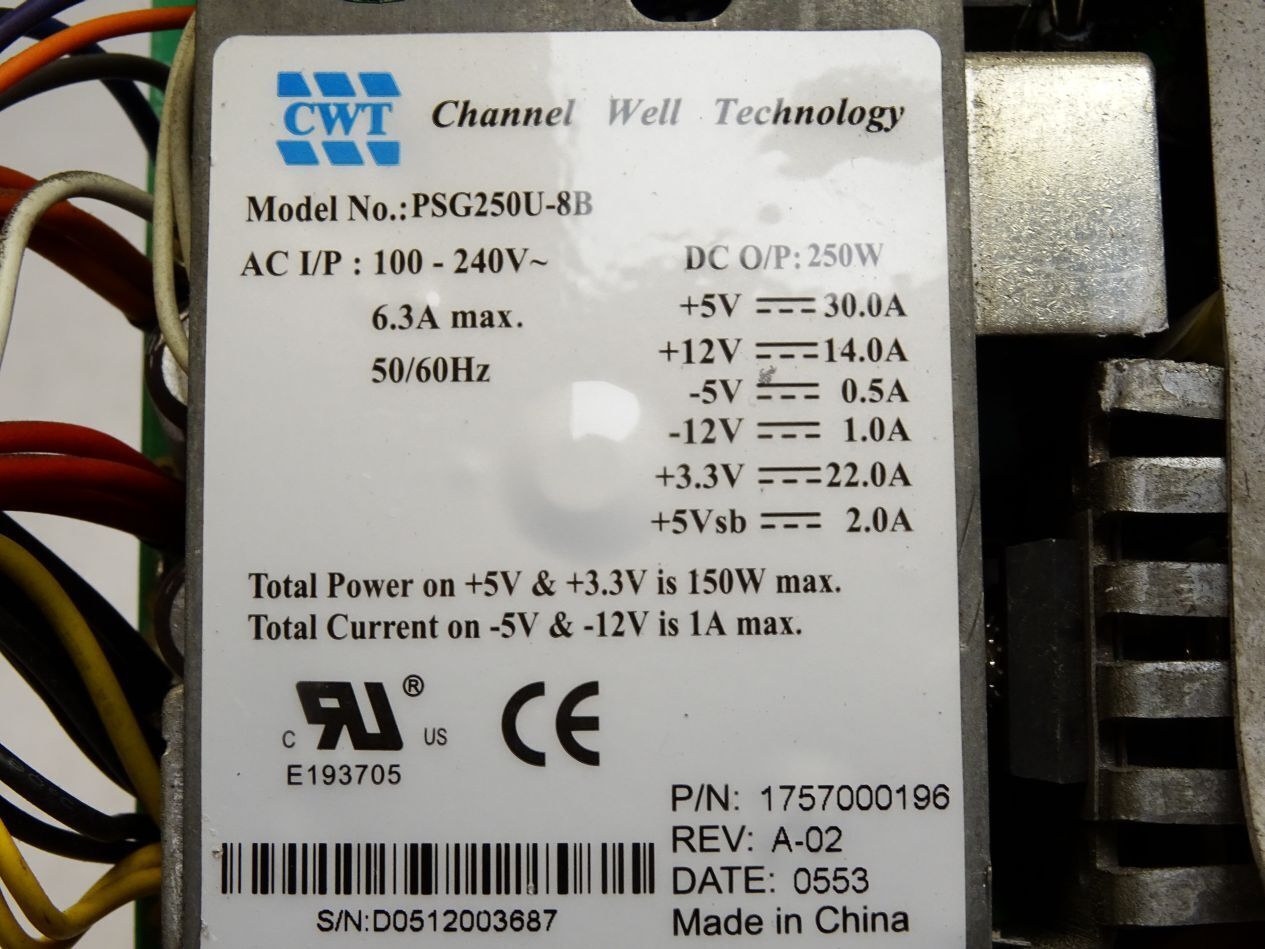 CWT Channel Well Technology
Model No.: PSG250U-8B
AC I/P : 100 - 240V~
6.3A max.
50/60Hz
DC O/P: 250W
+5V 30.0A
+12V 14.0A
-5V 0.5A
-12V 1.0A
+3.3V 22.0A
+5Vsb 2.0A
Total Power on +5V & +3.3V is 150W max.
Total Current on -5V & -12V is 1A max.
C RU ® US
CE
E193705
P/N: 1757000196
REV: A-02
DATE: 0553
Made in China
S/N:D0512003687